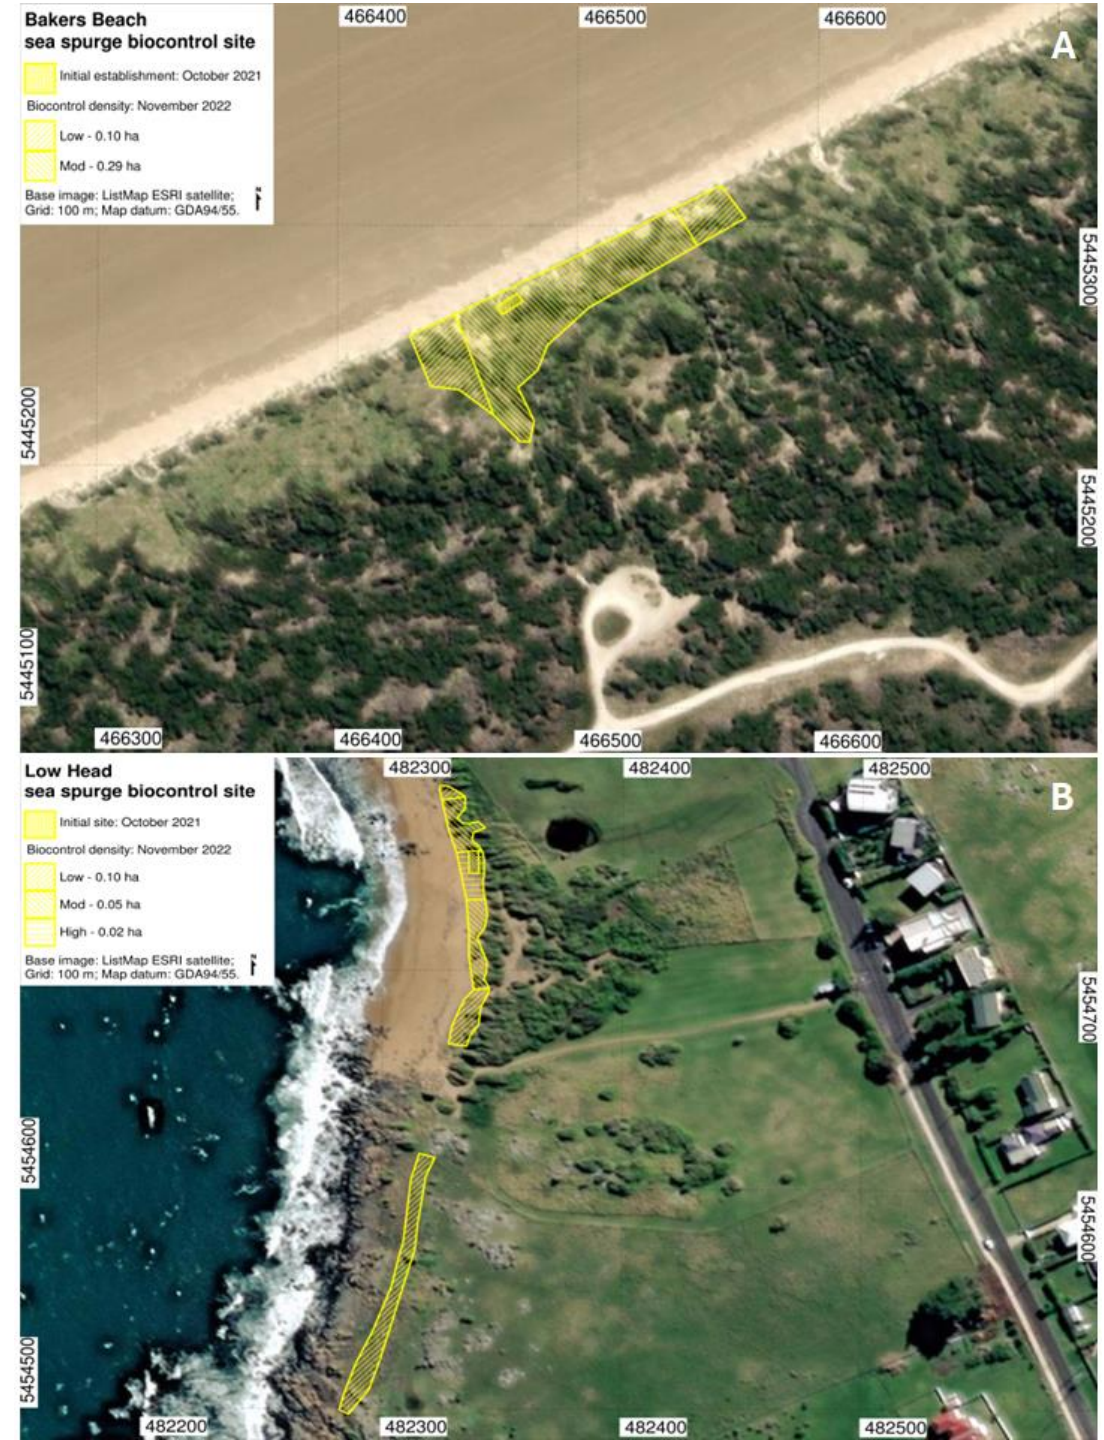 466400
466500
466600
A
Bakers Beach
sea spurge biocontrol site
Initial establishment: October 2021
Biocontrol density: November 2022
Low - 0.10 ha
Mod - 0.29 ha
Base image: ListMap ESRI satellite;
Grid: 100 m; Map datum: GDA94/55.
5445300
5445200
5445200
5445100
466300
466400
466500
466600
482300
482400
482500
B
Low Head
sea spurge biocontrol site
Initial site: October 2021
Biocontrol density: November 2022
Low - 0.10 ha
Mod - 0.05 ha
High - 0.02 ha
Base image: ListMap ESRI satellite;
Grid: 100 m; Map datum: GDA94/55.
5454700
5454600
5454600
5454500
482200
482300
482400
482500